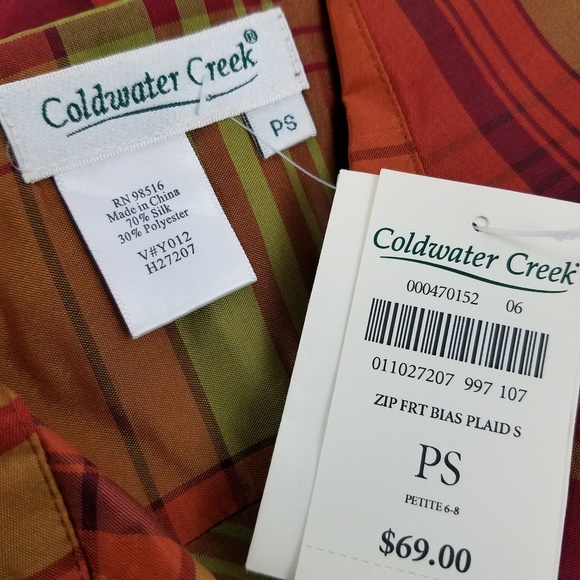 Coldwater Creek®
PS
RN 98516
Made in China
70% Silk
30% Polyester
V#Y012
H27207
Coldwater Creek
000470152 06
011027207 997 107
ZIP FRT BIAS PLAID S
PS
PETITE 6-8
$69.00